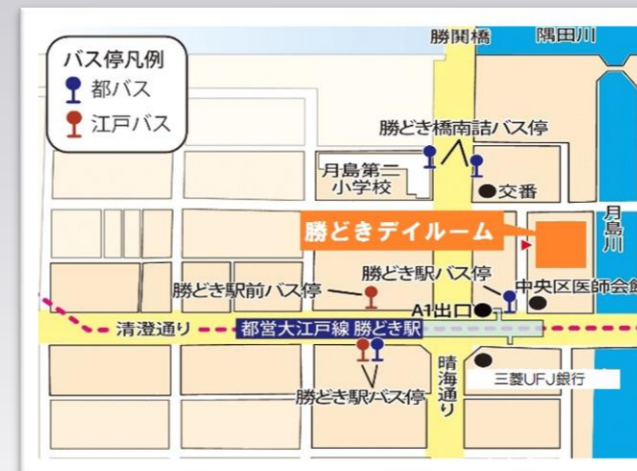 勝鬨橋
隅田川
バス停凡例
都バス
江戸バス
勝どき橋南詰バス停
月島第二
小学校
交番
月島川
勝どきデイルーム
勝どき駅バス停
勝どき駅前バス停
中央区医師会館
A1出口
清澄通り
都営大江戸線 勝どき駅
晴海通り
三菱UFJ銀行
勝どき駅バス停